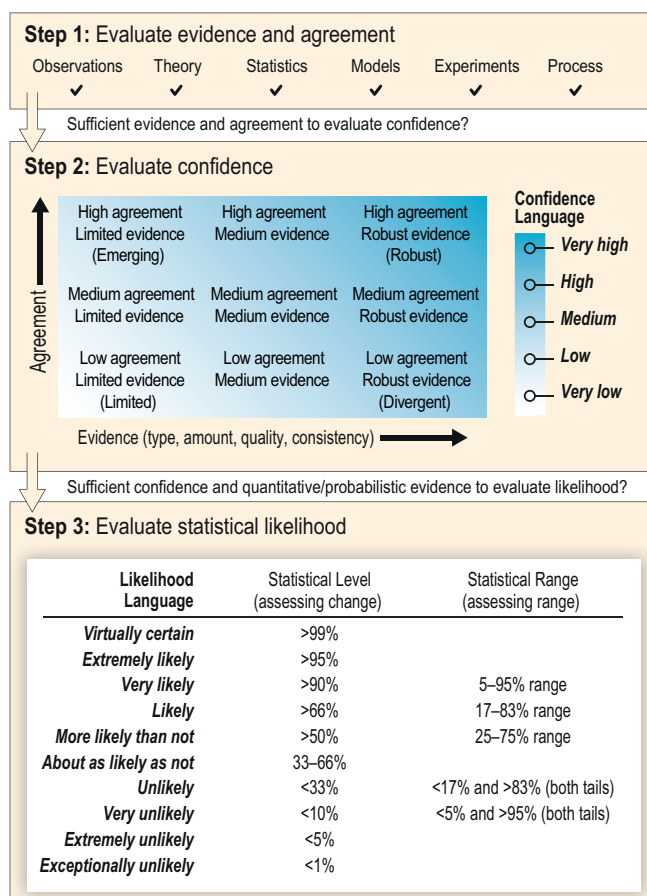 Step 1: Evaluate evidence and agreement
Observations Theory Statistics Models Experiments Process
Sufficient evidence and agreement to evaluate confidence?
Step 2: Evaluate confidence
Agreement
High agreement High agreement High agreement
Limited evidence Medium evidence Robust evidence
(Emerging) (Robust)
Medium agreement Medium agreement Medium agreement
Limited evidence Medium evidence Robust evidence
Low agreement Low agreement Low agreement
Limited evidence Medium evidence Robust evidence
(Limited) (Divergent)
Evidence (type, amount, quality, consistency)
Confidence
Language
Very high
High
Medium
Low
Very low
Sufficient confidence and quantitative/probabilistic evidence to evaluate likelihood?
Step 3: Evaluate statistical likelihood
Likelihood Statistical Level Statistical Range
Language (assessing change) (assessing range)
Virtually certain >99%
Extremely likely >95%
Very likely >90% 5–95% range
Likely >66% 17–83% range
More likely than not >50% 25–75% range
About as likely as not 33–66%
Unlikely <33% <17% and >83% (both tails)
Very unlikely <10% <5% and >95% (both tails)
Extremely unlikely <5%
Exceptionally unlikely <1%